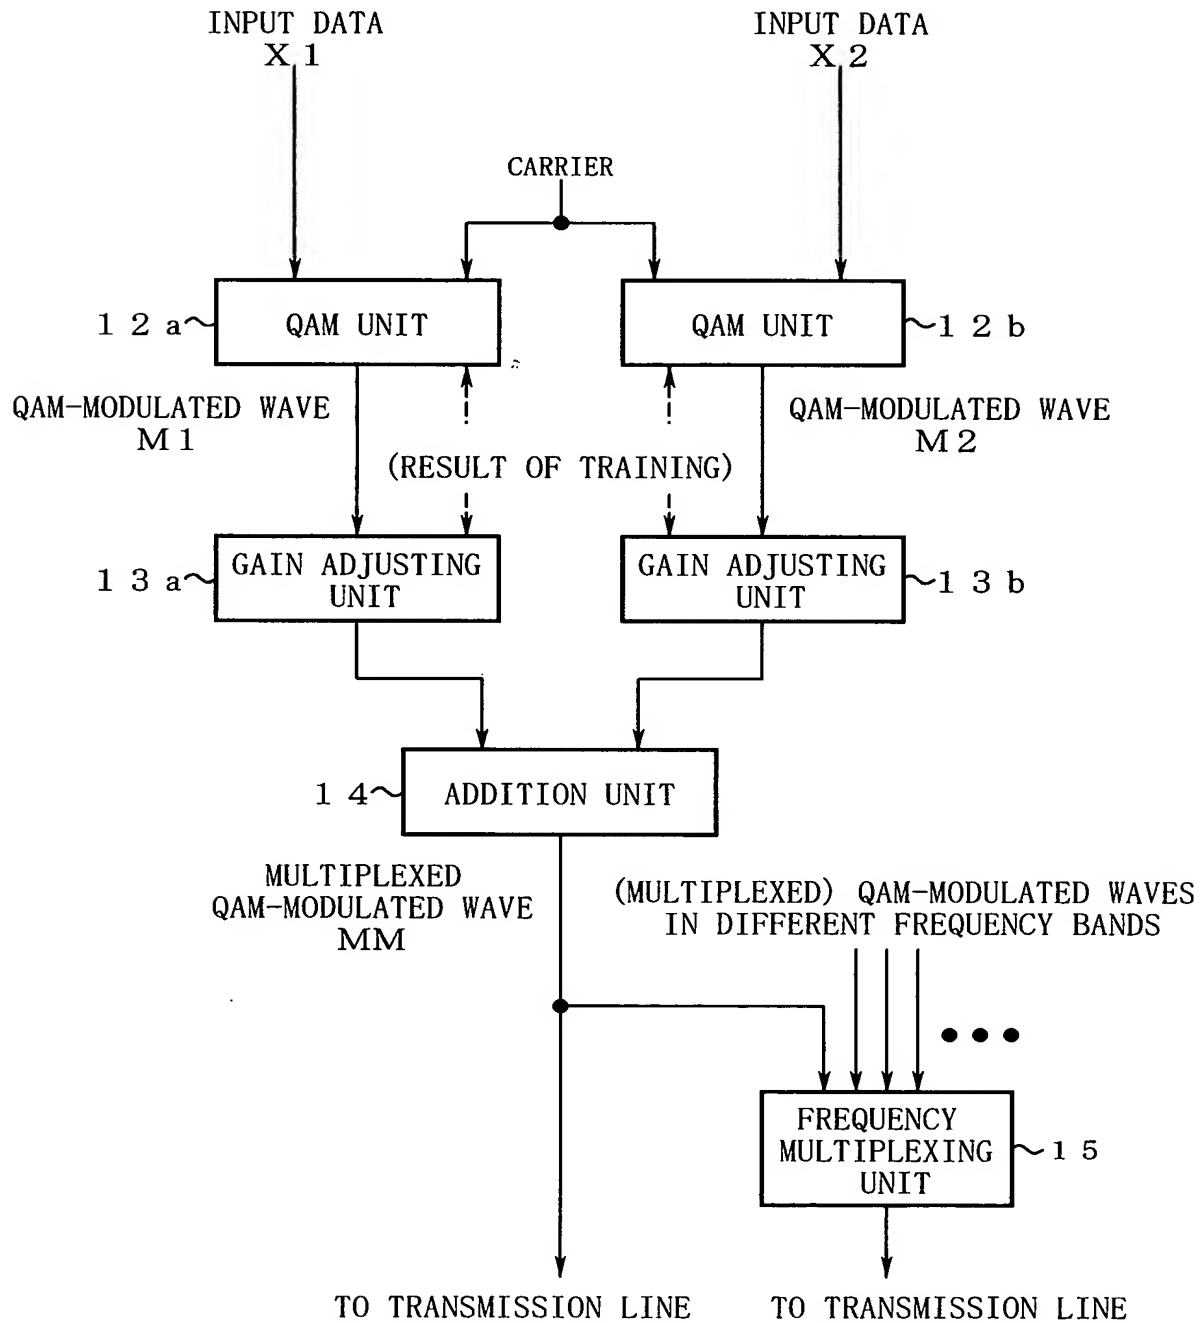 INPUT DATA
X1
INPUT DATA
X2
CARRIER
12a
QAM UNIT
QAM UNIT
12b
QAM-MODULATED WAVE
M1
QAM-MODULATED WAVE
M2
(RESULT OF TRAINING)
13a
GAIN ADJUSTING
UNIT
GAIN ADJUSTING
UNIT
13b
14
ADDITION UNIT
MULTIPLEXED
QAM-MODULATED WAVE
MM
(MULTIPLEXED) QAM-MODULATED WAVES
IN DIFFERENT FREQUENCY BANDS
FREQUENCY
MULTIPLEXING
UNIT
15
TO TRANSMISSION LINE
TO TRANSMISSION LINE